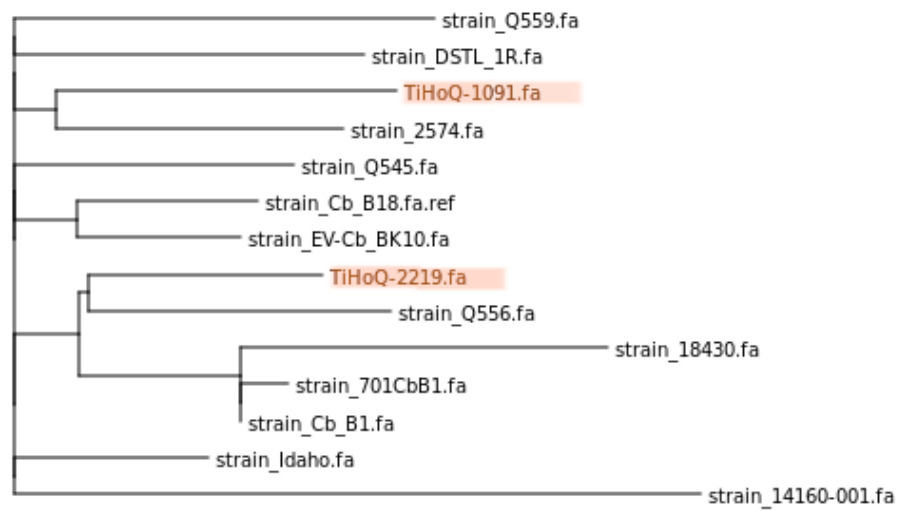 strain_Q559.fa
strain_DSTL_1R.fa
TiHoQ-1091.fa
strain_2574.fa
strain_Q545.fa
strain_Cb_B18.fa.ref
strain_EV-Cb_BK10.fa
TiHoQ-2219.fa
strain_Q556.fa
strain_18430.fa
strain_701CbB1.fa
strain_Cb_B1.fa
strain_Idaho.fa
strain_14160-001.fa